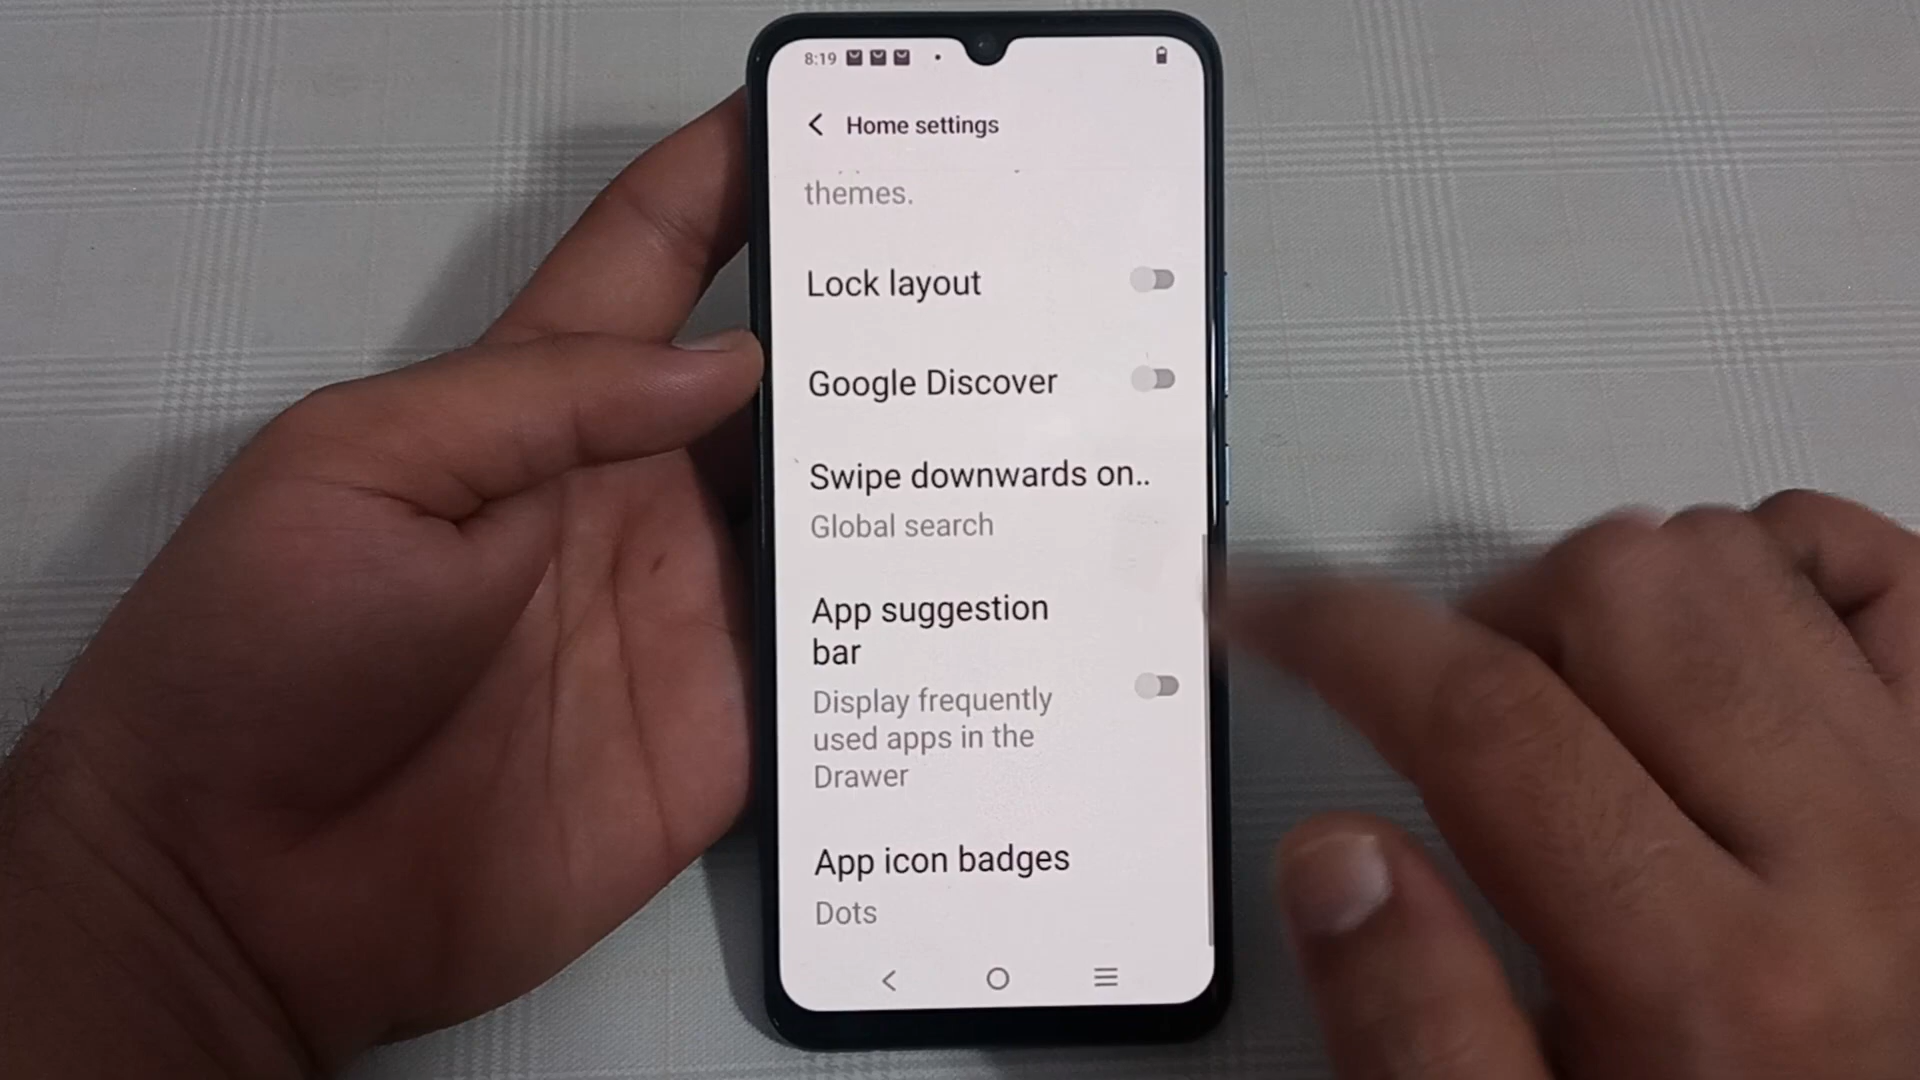 8:19
Home settings
themes.
Lock layout
Google Discover
Swipe downwards on..
Global search
App suggestion
bar
Display frequently
used apps in the
Drawer
App icon badges
Dots